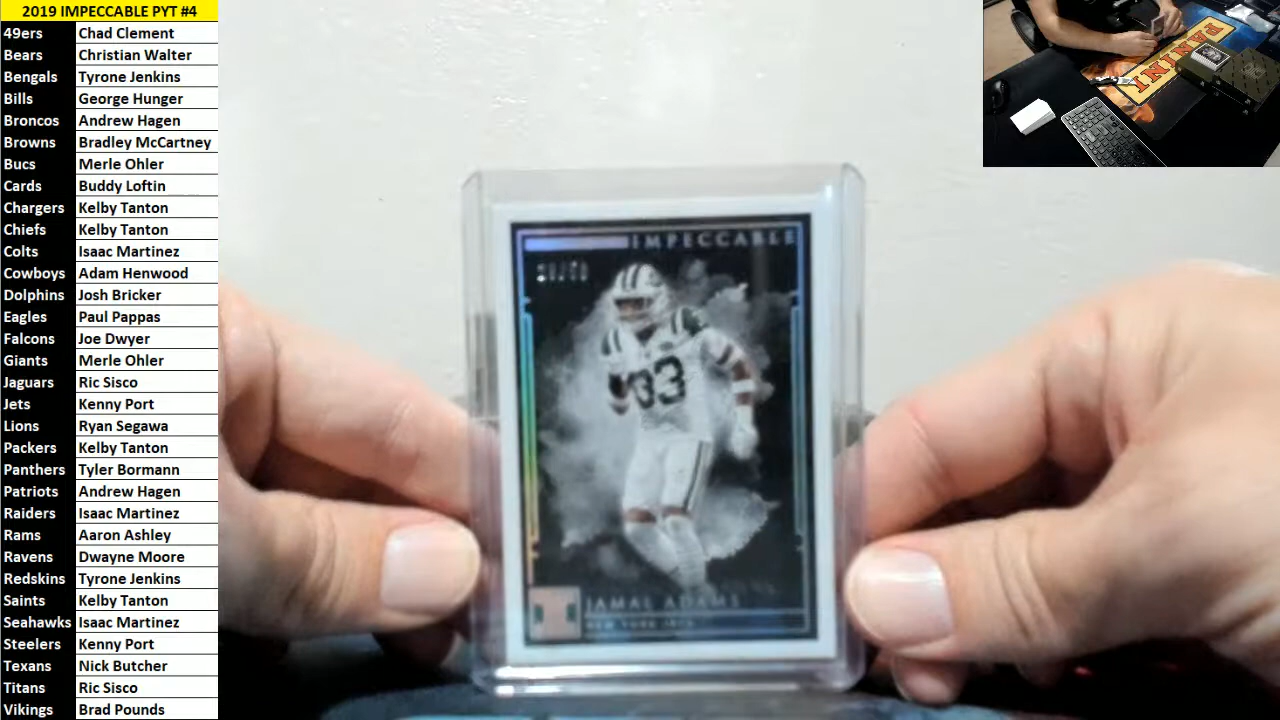 2019 IMPECCABLE PYT #4
49ers Chad Clement
Bears Christian Walter
Bengals Tyrone Jenkins
Bills George Hunger
Broncos Andrew Hagen
Browns Bradley McCartney
Bucs Merle Ohler
Cards Buddy Loftin
Chargers Kelby Tanton
Chiefs Kelby Tanton
Colts Isaac Martinez
Cowboys Adam Henwood
Dolphins Josh Bricker
Eagles Paul Pappas
Falcons Joe Dwyer
Giants Merle Ohler
Jaguars Ric Sisco
Jets Kenny Port
Lions Ryan Segawa
Packers Kelby Tanton
Panthers Tyler Bormann
Patriots Andrew Hagen
Raiders Isaac Martinez
Rams Aaron Ashley
Ravens Dwayne Moore
Redskins Tyrone Jenkins
Saints Kelby Tanton
Seahawks Isaac Martinez
Steelers Kenny Port
Texans Nick Butcher
Titans Ric Sisco
Vikings Brad Pounds
IMPECCABLE
33
JAMAL ADAMS
NEW YORK JETS
PANINI